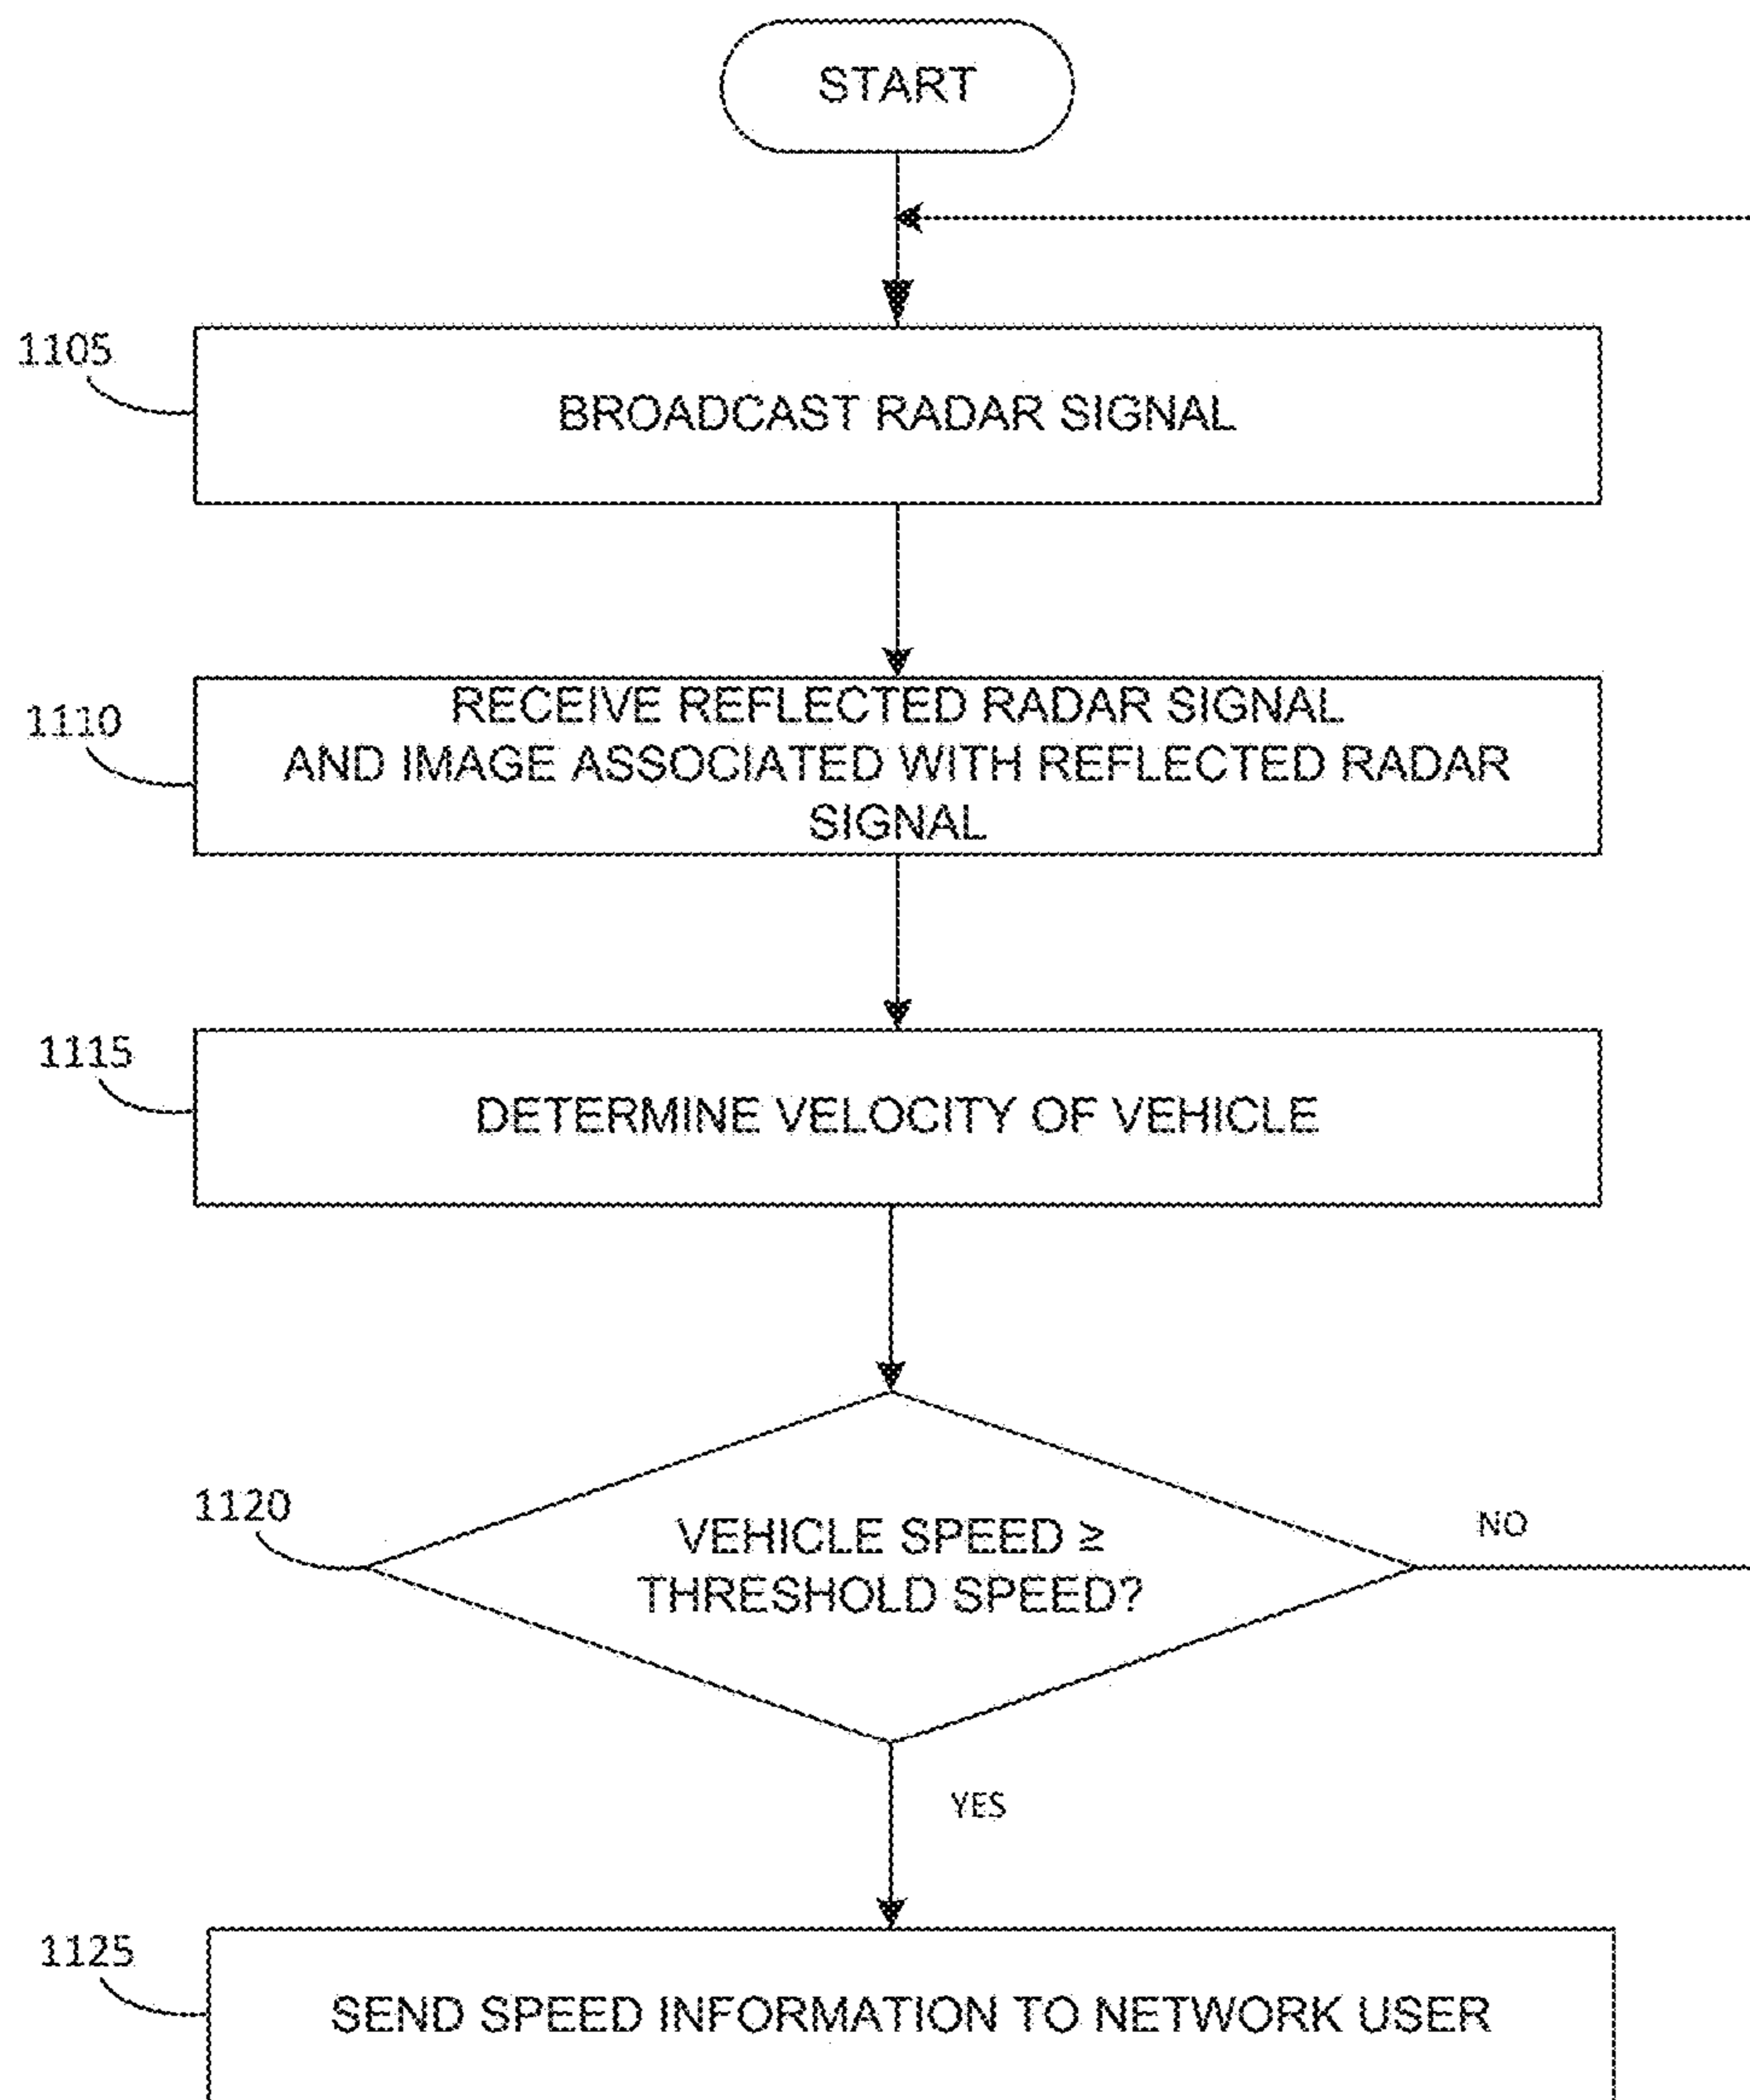 START
1105
BROADCAST RADAR SIGNAL
1110
RECEIVE REFLECTED RADAR SIGNAL
AND IMAGE ASSOCIATED WITH REFLECTED RADAR
SIGNAL
1115
DETERMINE VELOCITY OF VEHICLE
1120
VEHICLE SPEED ≥
THRESHOLD SPEED?
NO
YES
1125
SEND SPEED INFORMATION TO NETWORK USER